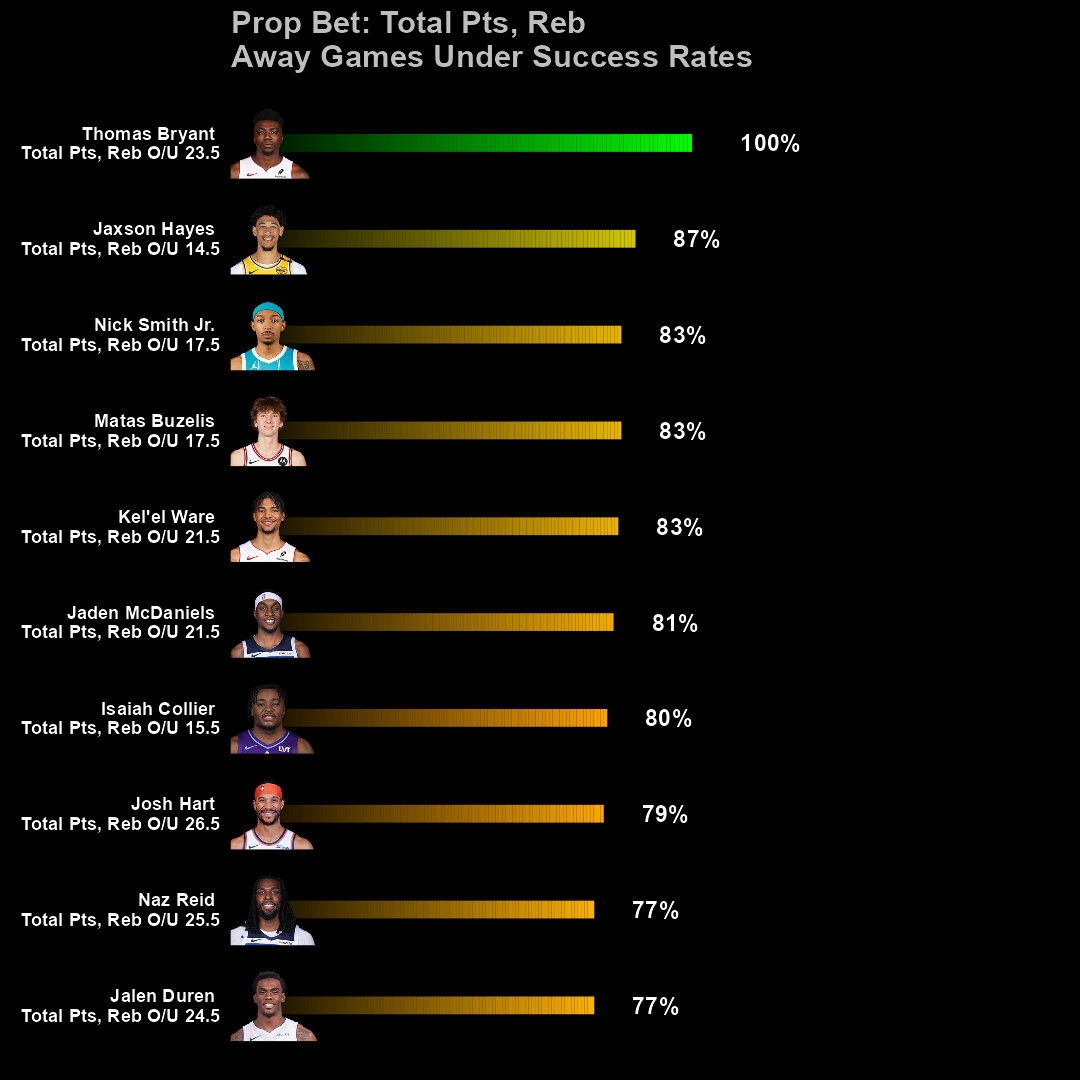 Prop Bet: Total Pts, Reb
Away Games Under Success Rates
Thomas Bryant
Total Pts, Reb O/U 23.5
100%
Jaxson Hayes
Total Pts, Reb O/U 14.5
87%
Nick Smith Jr.
Total Pts, Reb O/U 17.5
83%
Matas Buzelis
Total Pts, Reb O/U 17.5
83%
Kel'el Ware
Total Pts, Reb O/U 21.5
83%
Jaden McDaniels
Total Pts, Reb O/U 21.5
81%
Isaiah Collier
Total Pts, Reb O/U 15.5
80%
Josh Hart
Total Pts, Reb O/U 26.5
79%
Naz Reid
Total Pts, Reb O/U 25.5
77%
Jalen Duren
Total Pts, Reb O/U 24.5
77%